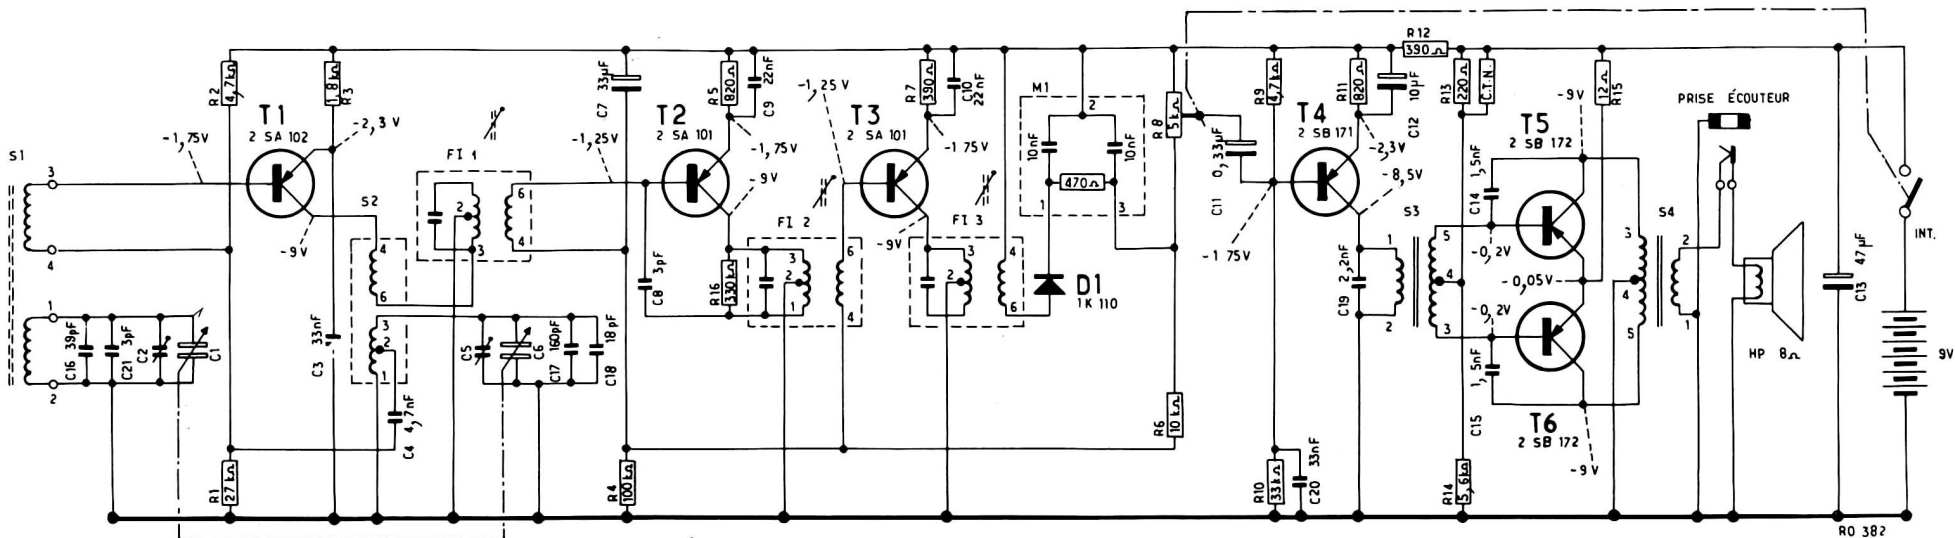 S1
3
4
1
2
C16 39pF
C21 3pF
C2
C1
-1,75V
R2 4,7kΩ
R1 27kΩ
T1
2 SA 102
-2,3V
-9V
R3 1,8kΩ
C3 33nF
S2
4
6
3
2
1
C4 4,7nF
FI 1
2
3
6
4
C5
C6
C17 160pF
C18 18pF
-1,25V
C7 33µF
R4 100kΩ
T2
2 SA 101
R5 820Ω
C9 22nF
-1,75V
-9V
C8 3pF
R16 330kΩ
FI 2
3
2
1
6
4
-1,25V
T3
2 SA 101
R7 390Ω
C10 22nF
-1 75V
-9V
FI 3
3
2
1
4
6
M1
2
10nF
10nF
470Ω
1
3
D1
1K 110
R8 5kΩ
R6 10kΩ
C11 0,33µF
-1 75V
R9 4,7kΩ
R10 33kΩ
C20 33nF
T4
2 SB 171
R11 820Ω
10µF C12
-2,3V
-8,5V
C19 2,2nF
R12
390Ω
S3
1
2
5
4
3
R13 220Ω
C.T.N.
R14 5,6kΩ
C14 1,5nF
C15 1,5nF
-0,2V
-0,05V
-0,2V
T5
2 SB 172
-9V
12Ω R15
T6
2 SB 172
-9V
S4
3
4
5
2
1
PRISE ÉCOUTEUR
HP 8Ω
47µF C13
INT.
9V
RO 382